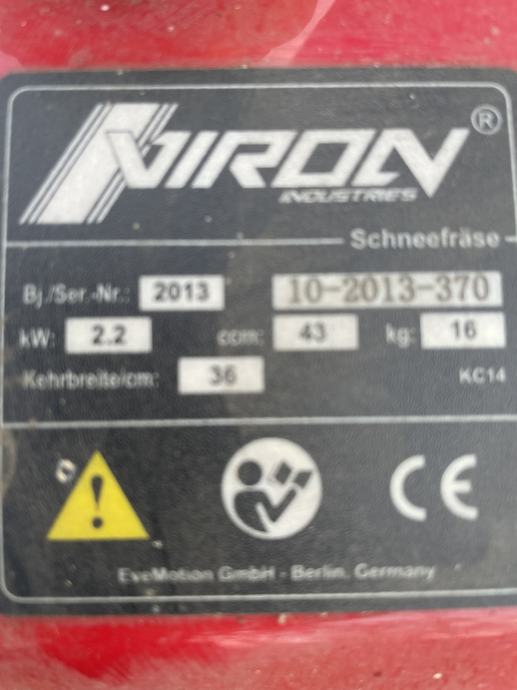 NIRON ®
INDUSTRIES
Schneefräse
Bj./Ser.-Nr.: 2013 10-2013-370
kW: 2.2 ccm: 43 kg: 16
Kehrbreite/cm: 36 KC14
CE
EveMotion GmbH - Berlin, Germany